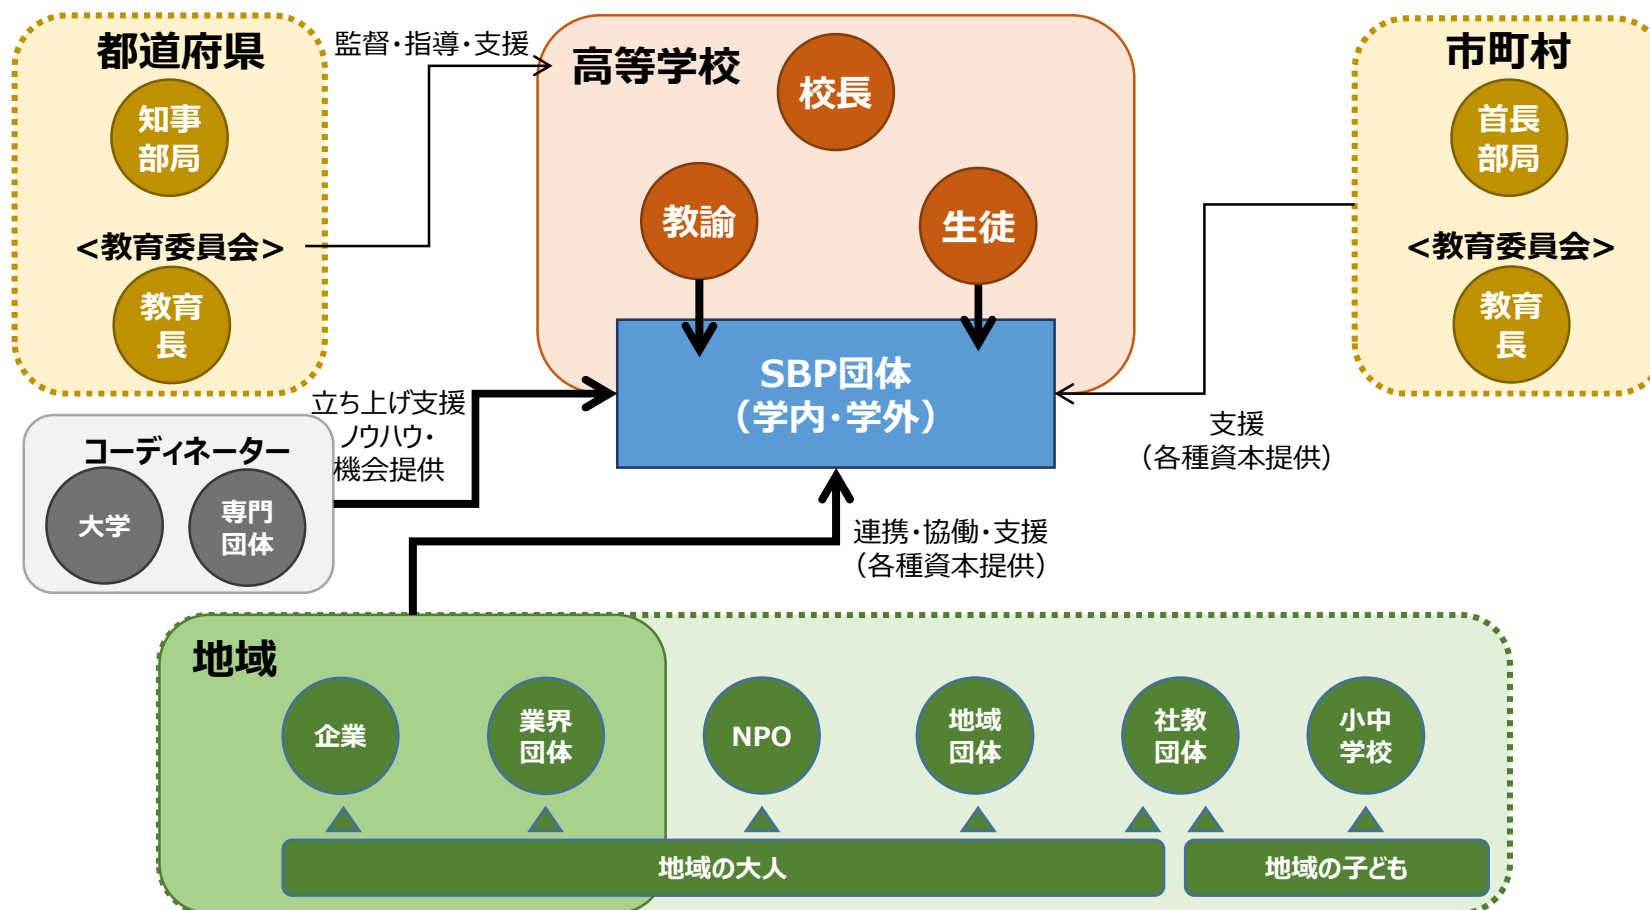 都道府県
知事
部局
<教育委員会>
教育
長
監督・指導・支援
高等学校
校長
教諭
生徒
SBP団体
（学内・学外）
市町村
首長
部局
<教育委員会>
教育
長
立ち上げ支援
ノウハウ・
機会提供
コーディネーター
大学
専門
団体
支援
（各種資本提供）
連携・協働・支援
（各種資本提供）
地域
企業
業界
団体
NPO
地域
団体
社教
団体
小中
学校
地域の大人
地域の子ども